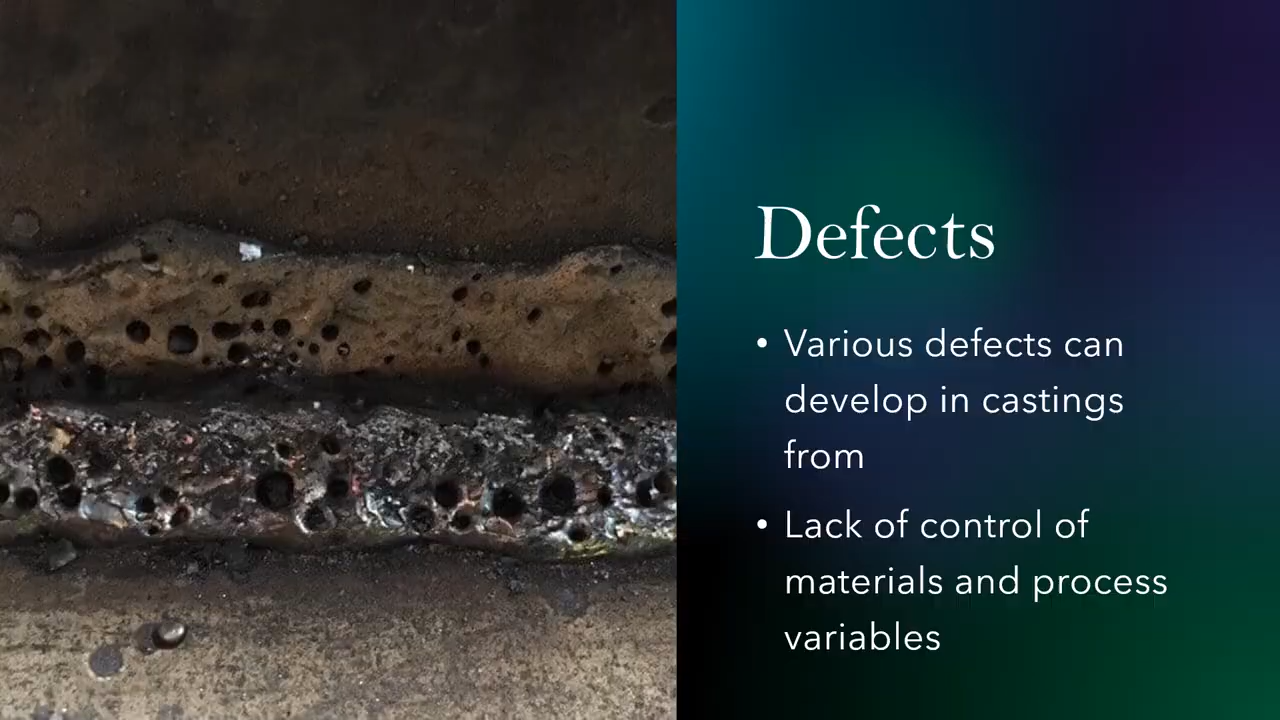 Defects
• Various defects can
develop in castings
from
• Lack of control of
materials and process
variables